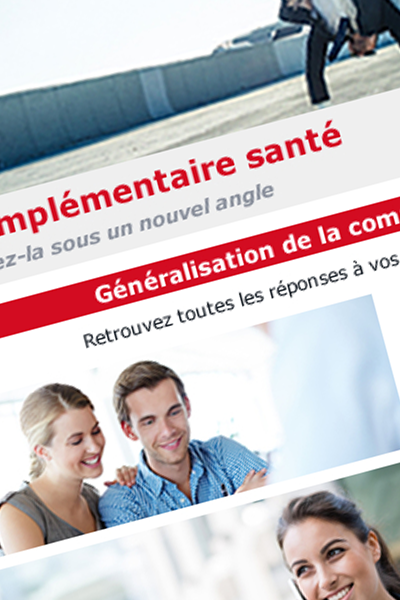 mplémentaire santé
ez-la sous un nouvel angle
Généralisation de la com
Retrouvez toutes les réponses à vos